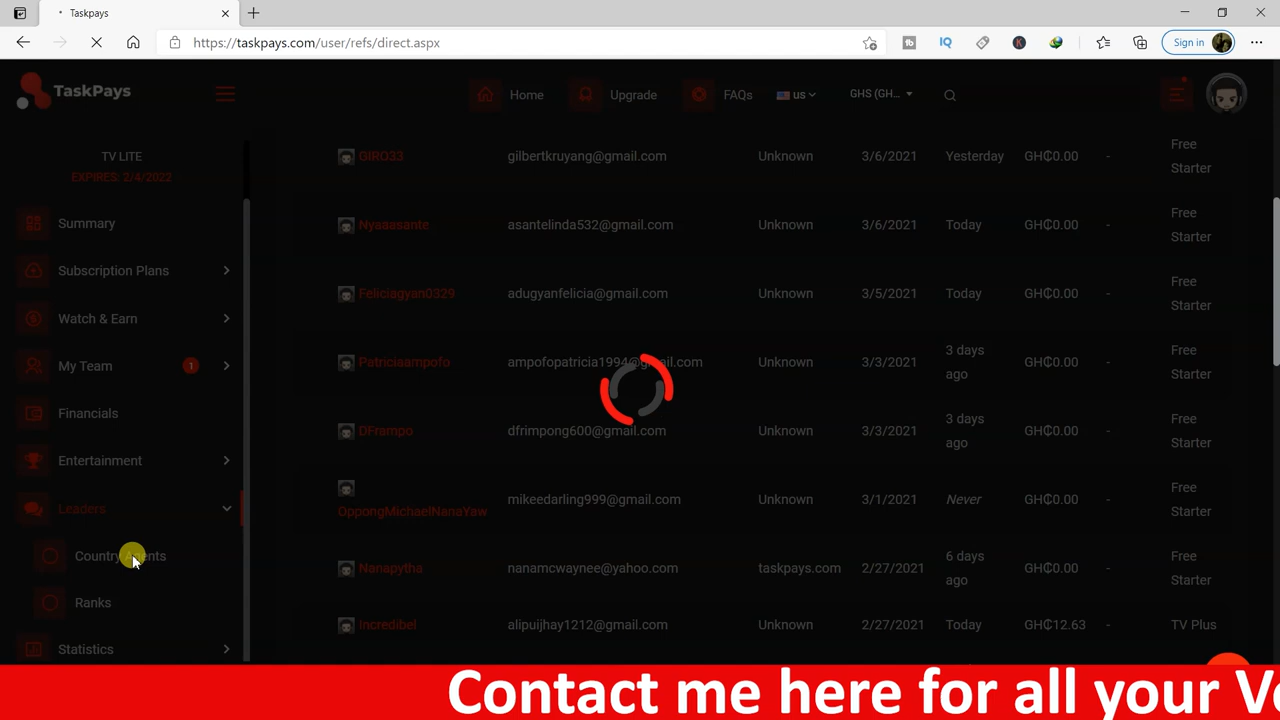 Taskpays
https://taskpays.com/user/refs/direct.aspx
IQ
K
Sign in
TaskPays
Home
Upgrade
FAQs
us
GHS (GH...
TV LITE
EXPIRES: 2/4/2022
Summary
Subscription Plans
Watch & Earn
My Team 1
Financials
Entertainment
Leaders
Country Agents
Ranks
Statistics
GIRO33 gilbertkruyang@gmail.com Unknown 3/6/2021 Yesterday GH₵0.00 - Free Starter
Nyaaasante asantelinda532@gmail.com Unknown 3/6/2021 Today GH₵0.00 - Free Starter
Feliciagyan0329 adugyanfelicia@gmail.com Unknown 3/5/2021 Today GH₵0.00 - Free Starter
Patriciaampofo ampofopatricia1994@gmail.com Unknown 3/3/2021 3 days ago GH₵0.00 - Free Starter
DFrampo dfrimpong600@gmail.com Unknown 3/3/2021 3 days ago GH₵0.00 - Free Starter
OppongMichaelNanaYaw mikeedarling999@gmail.com Unknown 3/1/2021 Never GH₵0.00 - Free Starter
Nanapytha nanamcwaynee@yahoo.com taskpays.com 2/27/2021 6 days ago GH₵0.00 - Free Starter
Incredibel alipuijhay1212@gmail.com Unknown 2/27/2021 Today GH₵12.63 - TV Plus
Contact me here for all your